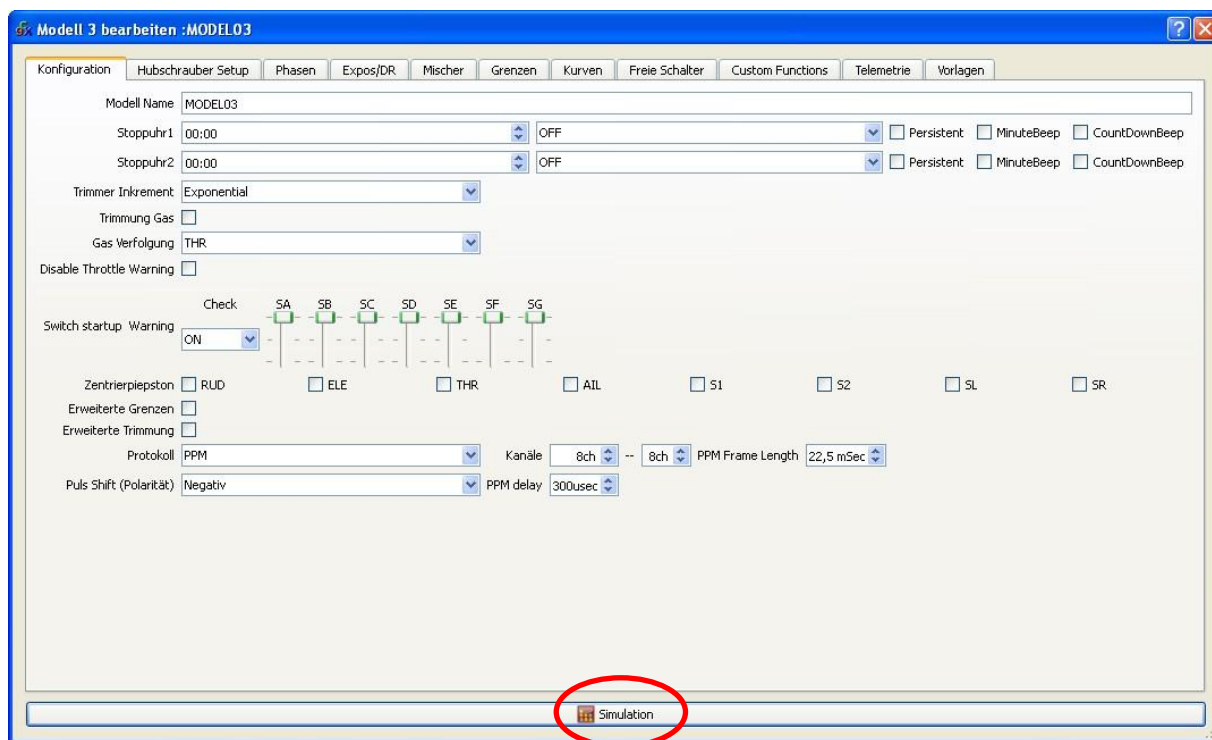 Modell 3 bearbeiten :MODEL03
Konfiguration Hubschrauber Setup Phasen Expos/DR Mischer Grenzen Kurven Freie Schalter Custom Functions Telemetrie Vorlagen
Modell Name MODEL03
Stoppuhr1 00:00 OFF Persistent MinuteBeep CountDownBeep
Stoppuhr2 00:00 OFF Persistent MinuteBeep CountDownBeep
Trimmer Inkrement Exponential
Trimmung Gas
Gas Verfolgung THR
Disable Throttle Warning
Check SA SB SC SD SE SF SG
Switch startup Warning ON
Zentrierpiepston RUD ELE THR AIL S1 S2 SL SR
Erweiterte Grenzen
Erweiterte Trimmung
Protokoll PPM Kanäle 8ch -- 8ch PPM Frame Length 22,5 mSec
Puls Shift (Polarität) Negativ PPM delay 300usec
Simulation